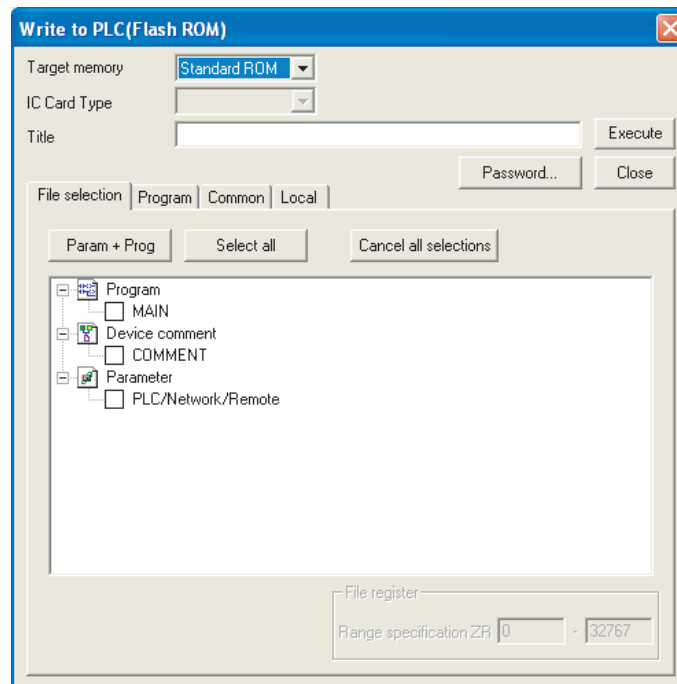 Write to PLC(Flash ROM)
Target memory Standard ROM
IC Card Type
Title
Execute
Password... Close
File selection Program Common Local
Param + Prog Select all Cancel all selections
Program
MAIN
Device comment
COMMENT
Parameter
PLC/Network/Remote
File register
Range specification ZR 0 - 32767